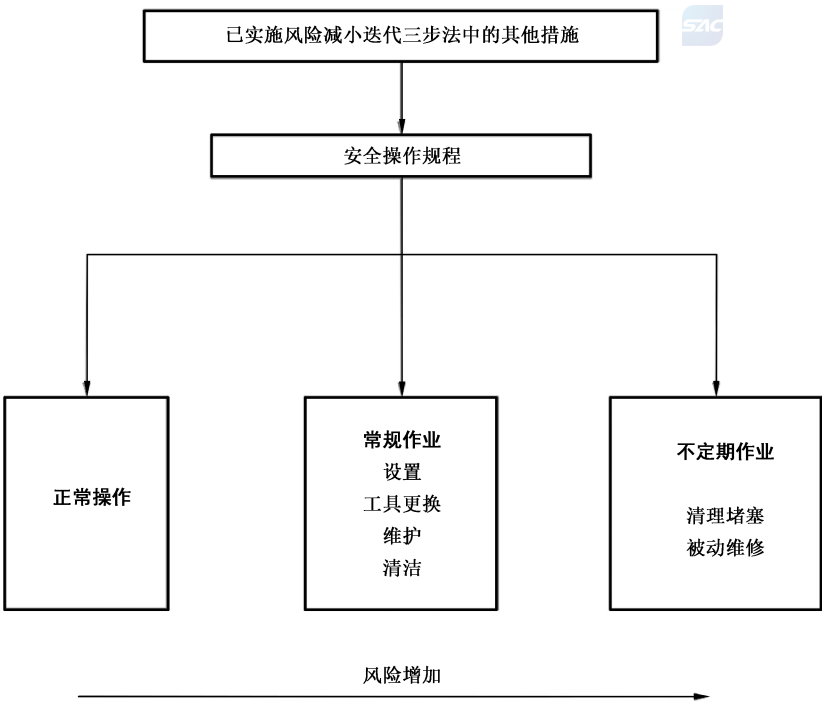 已实施风险减小迭代三步法中的其他措施
SAC
安全操作规程
正常操作
常规作业
设置
工具更换
维护
清洁
不定期作业
清理堵塞
被动维修
风险增加